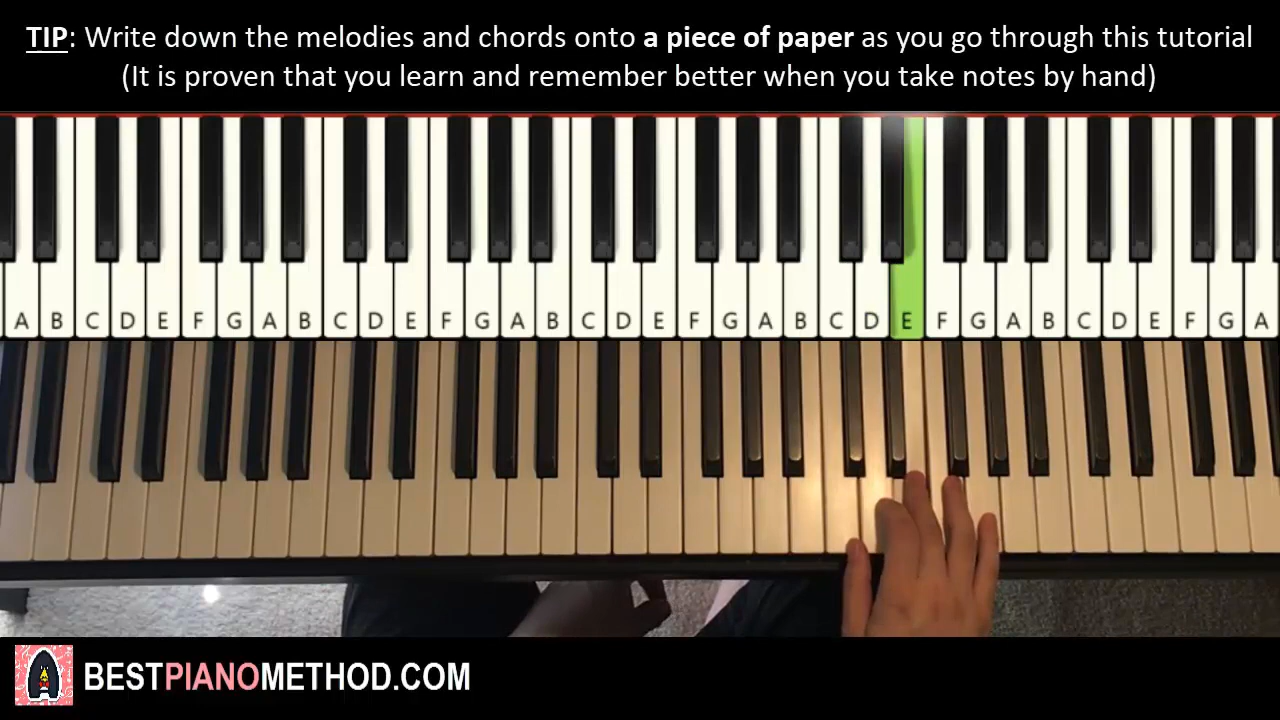 TIP: Write down the melodies and chords onto a piece of paper as you go through this tutorial
(It is proven that you learn and remember better when you take notes by hand)
A B C D E F G A B C D E F G A B C D E F G A B C D E F G A B C D E F G A
BESTPIANOMETHOD.COM